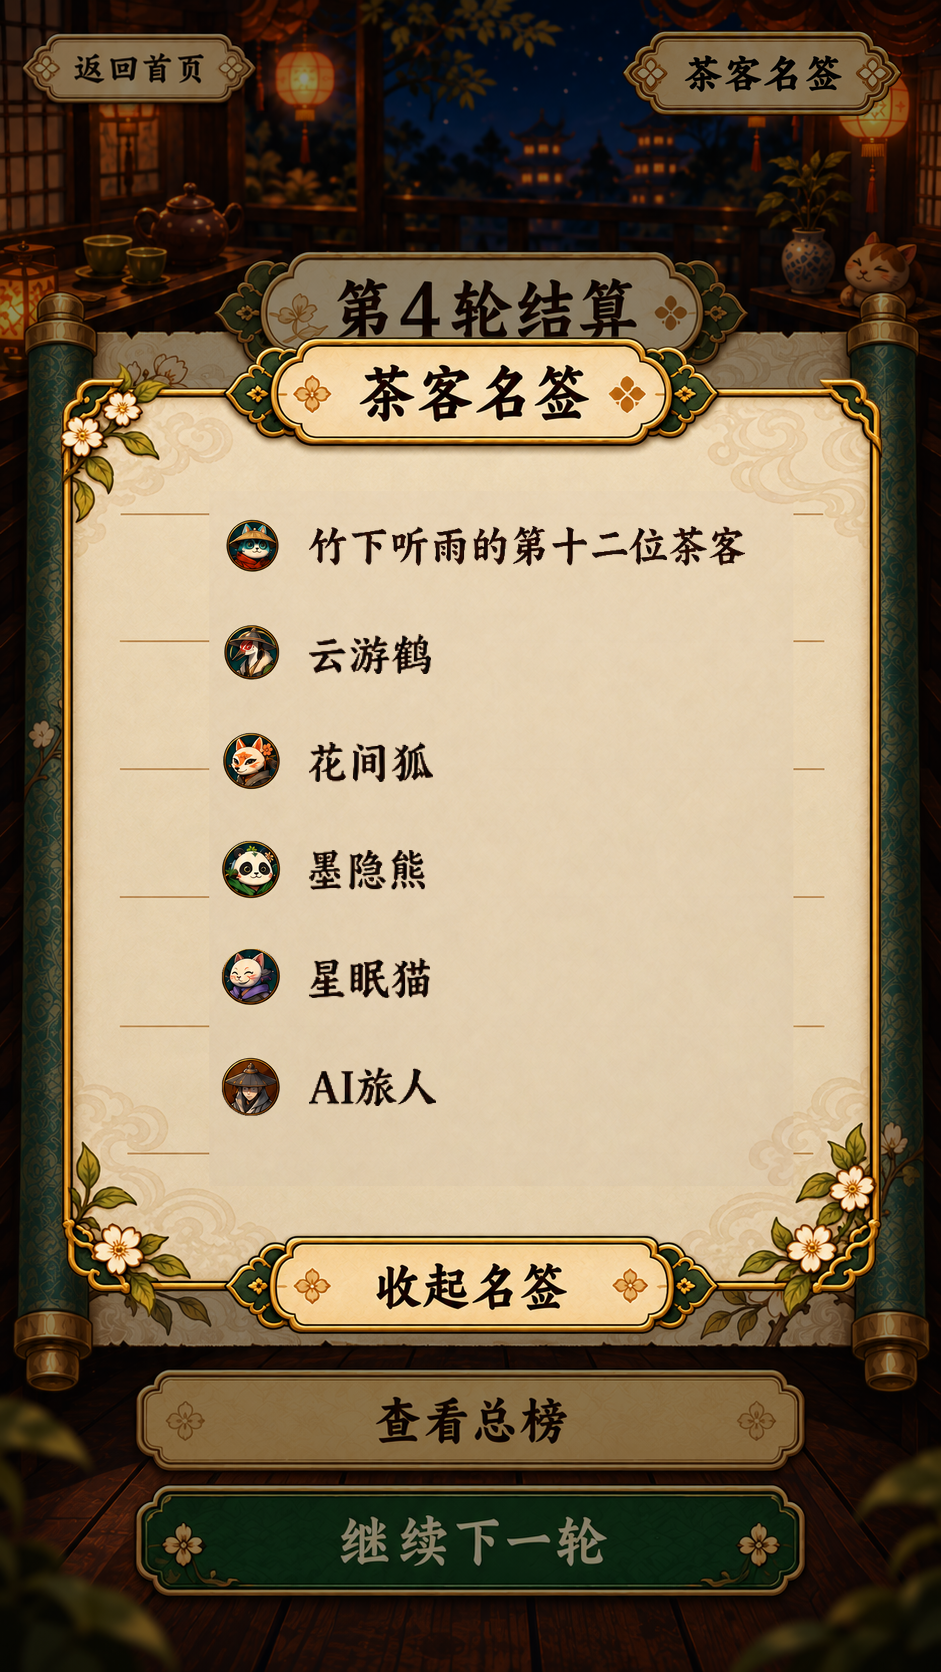 返回首页
茶客名签
第4轮结算
茶客名签
竹下听雨的第十二位茶客
云游鹤
花间狐
墨隐熊
星眠猫
AI旅人
收起名签
查看总榜
继续下一轮